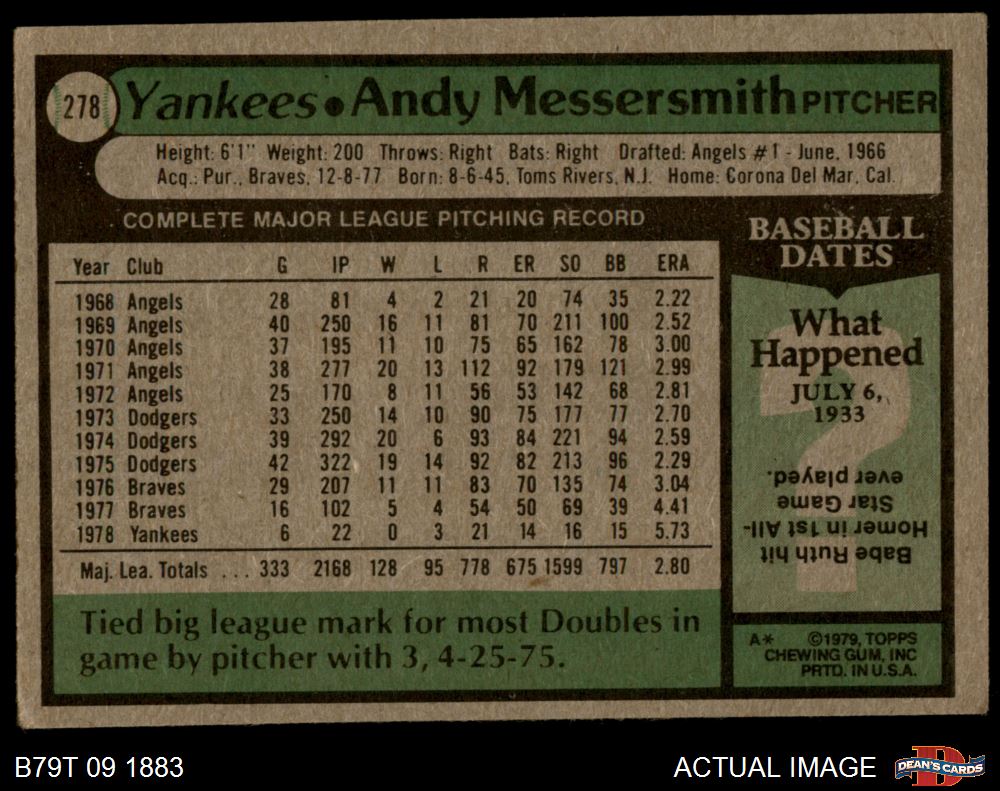 278 Yankees • Andy Messersmith PITCHER
Height: 6'1" Weight: 200 Throws: Right Bats: Right Drafted: Angels #1 - June, 1966
Acq.: Pur., Braves, 12-8-77 Born: 8-6-45, Toms Rivers, N.J. Home: Corona Del Mar, Cal.
COMPLETE MAJOR LEAGUE PITCHING RECORD
Year Club G IP W L R ER SO BB ERA
1968 Angels 28 81 4 2 21 20 74 35 2.22
1969 Angels 40 250 16 11 81 70 211 100 2.52
1970 Angels 37 195 11 10 75 65 162 78 3.00
1971 Angels 38 277 20 13 112 92 179 121 2.99
1972 Angels 25 170 8 11 56 53 142 68 2.81
1973 Dodgers 33 250 14 10 90 75 177 77 2.70
1974 Dodgers 39 292 20 6 93 84 221 94 2.59
1975 Dodgers 42 322 19 14 92 82 213 96 2.29
1976 Braves 29 207 11 11 83 70 135 74 3.04
1977 Braves 16 102 5 4 54 50 69 39 4.41
1978 Yankees 6 22 0 3 21 14 16 15 5.73
Maj. Lea. Totals ... 333 2168 128 95 778 675 1599 797 2.80
Tied big league mark for most Doubles in
game by pitcher with 3, 4-25-75.
BASEBALL
DATES
What
Happened
JULY 6,
1933
?
Babe Ruth hit
Homer in 1st All-
Star Game
ever played.
A* ©1979, TOPPS
CHEWING GUM, INC
PRTD. IN U.S.A.
B79T 09 1883
ACTUAL IMAGE
DEAN'S CARDS